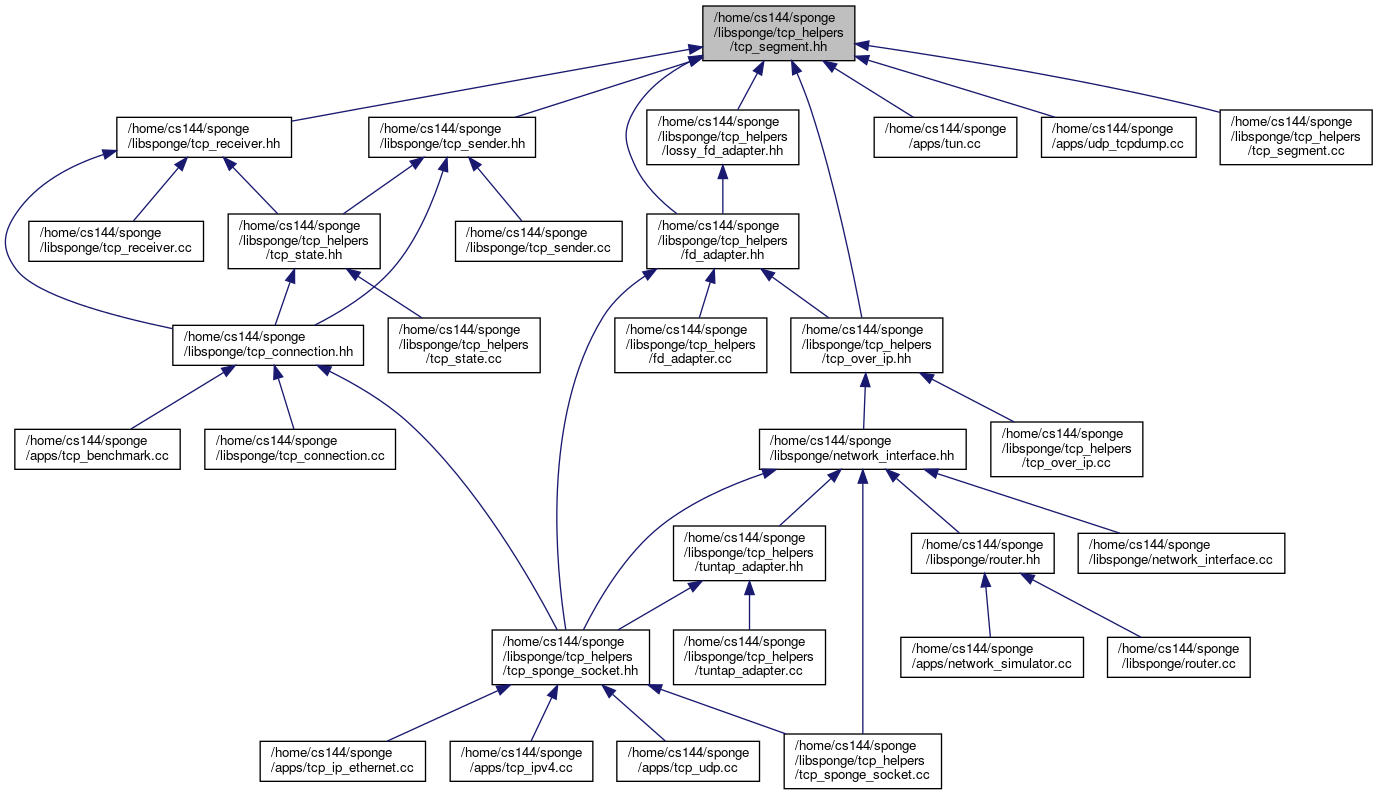 /home/cs144/sponge
/libsponge/tcp_helpers
/tcp_segment.hh
/home/cs144/sponge
/libsponge/tcp_receiver.hh
/home/cs144/sponge
/libsponge/tcp_sender.hh
/home/cs144/sponge
/libsponge/tcp_helpers
/lossy_fd_adapter.hh
/home/cs144/sponge
/apps/tun.cc
/home/cs144/sponge
/apps/udp_tcpdump.cc
/home/cs144/sponge
/libsponge/tcp_helpers
/tcp_segment.cc
/home/cs144/sponge
/libsponge/tcp_receiver.cc
/home/cs144/sponge
/libsponge/tcp_helpers
/tcp_state.hh
/home/cs144/sponge
/libsponge/tcp_sender.cc
/home/cs144/sponge
/libsponge/tcp_helpers
/fd_adapter.hh
/home/cs144/sponge
/libsponge/tcp_connection.hh
/home/cs144/sponge
/libsponge/tcp_helpers
/tcp_state.cc
/home/cs144/sponge
/libsponge/tcp_helpers
/fd_adapter.cc
/home/cs144/sponge
/libsponge/tcp_helpers
/tcp_over_ip.hh
/home/cs144/sponge
/apps/tcp_benchmark.cc
/home/cs144/sponge
/libsponge/tcp_connection.cc
/home/cs144/sponge
/libsponge/network_interface.hh
/home/cs144/sponge
/libsponge/tcp_helpers
/tcp_over_ip.cc
/home/cs144/sponge
/libsponge/tcp_helpers
/tuntap_adapter.hh
/home/cs144/sponge
/libsponge/router.hh
/home/cs144/sponge
/libsponge/network_interface.cc
/home/cs144/sponge
/libsponge/tcp_helpers
/tcp_sponge_socket.hh
/home/cs144/sponge
/libsponge/tcp_helpers
/tuntap_adapter.cc
/home/cs144/sponge
/apps/network_simulator.cc
/home/cs144/sponge
/libsponge/router.cc
/home/cs144/sponge
/apps/tcp_ip_ethernet.cc
/home/cs144/sponge
/apps/tcp_ipv4.cc
/home/cs144/sponge
/apps/tcp_udp.cc
/home/cs144/sponge
/libsponge/tcp_helpers
/tcp_sponge_socket.cc